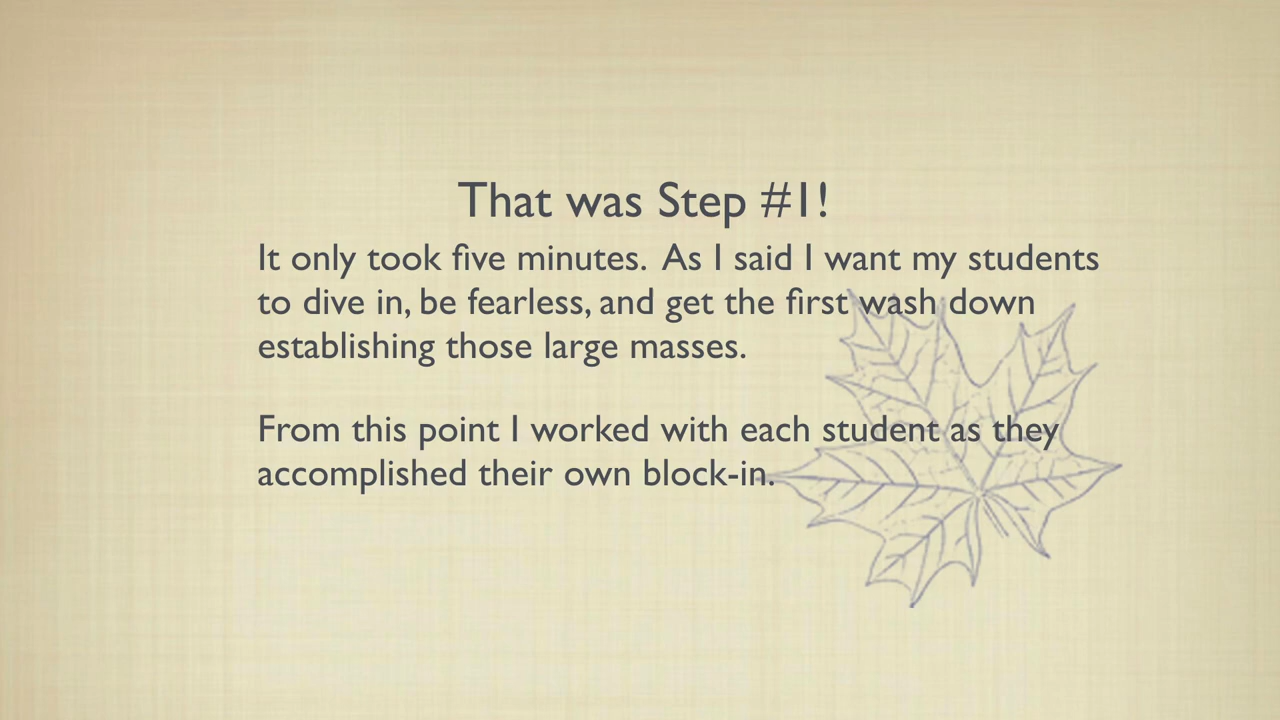 That was Step #1!
It only took five minutes.  As I said I want my students
to dive in, be fearless, and get the first wash down
establishing those large masses.
From this point I worked with each student as they
accomplished their own block-in.